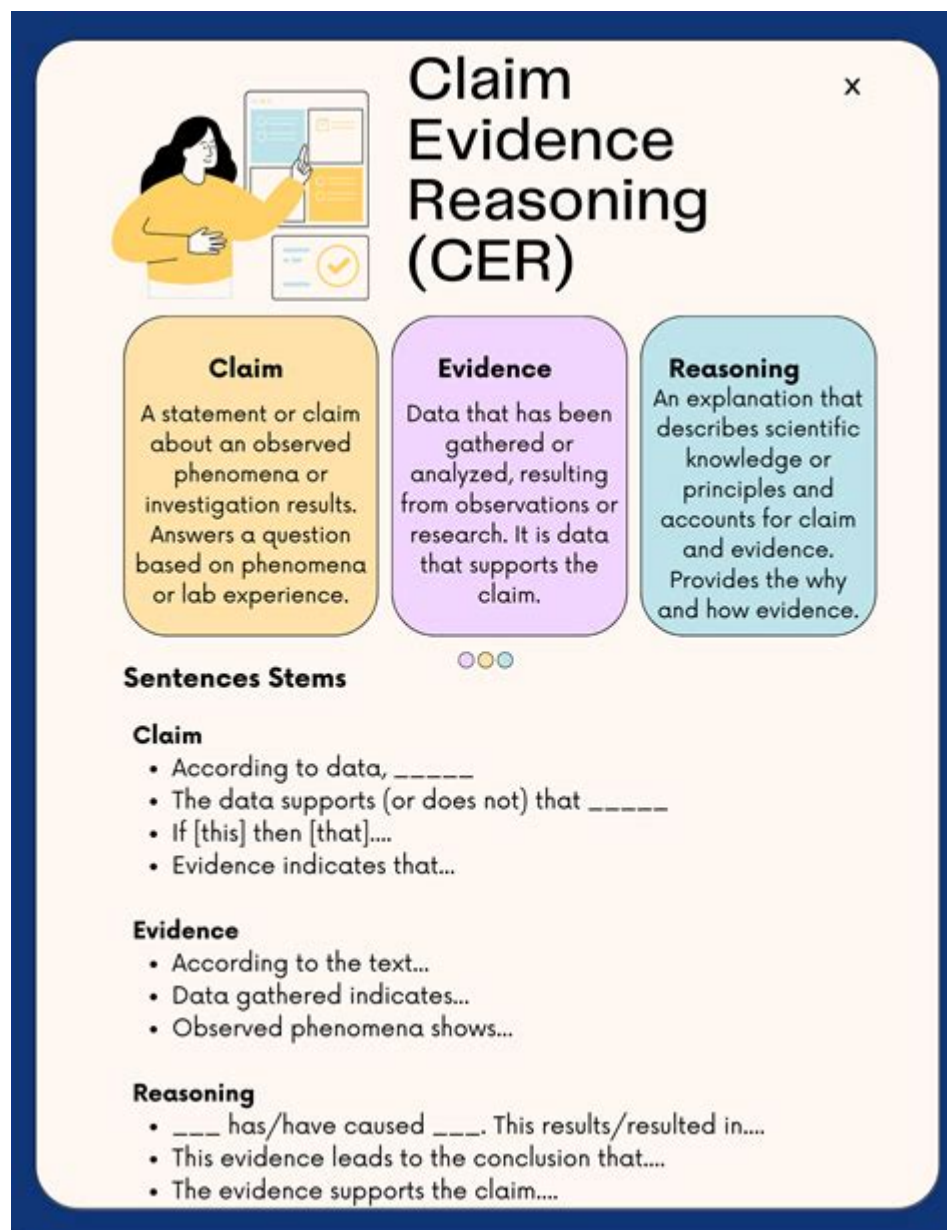 Claim
Evidence
Reasoning
(CER)
x
Claim
A statement or claim
about an observed
phenomena or
investigation results.
Answers a question
based on phenomena
or lab experience.
Evidence
Data that has been
gathered or
analyzed, resulting
from observations or
research. It is data
that supports the
claim.
Reasoning
An explanation that
describes scientific
knowledge or
principles and
accounts for claim
and evidence.
Provides the why
and how evidence.
Sentences Stems
Claim
• According to data, _____
• The data supports (or does not) that _____
• If [this] then [that]....
• Evidence indicates that...
Evidence
• According to the text...
• Data gathered indicates...
• Observed phenomena shows...
Reasoning
• ___ has/have caused ___. This results/resulted in....
• This evidence leads to the conclusion that....
• The evidence supports the claim....